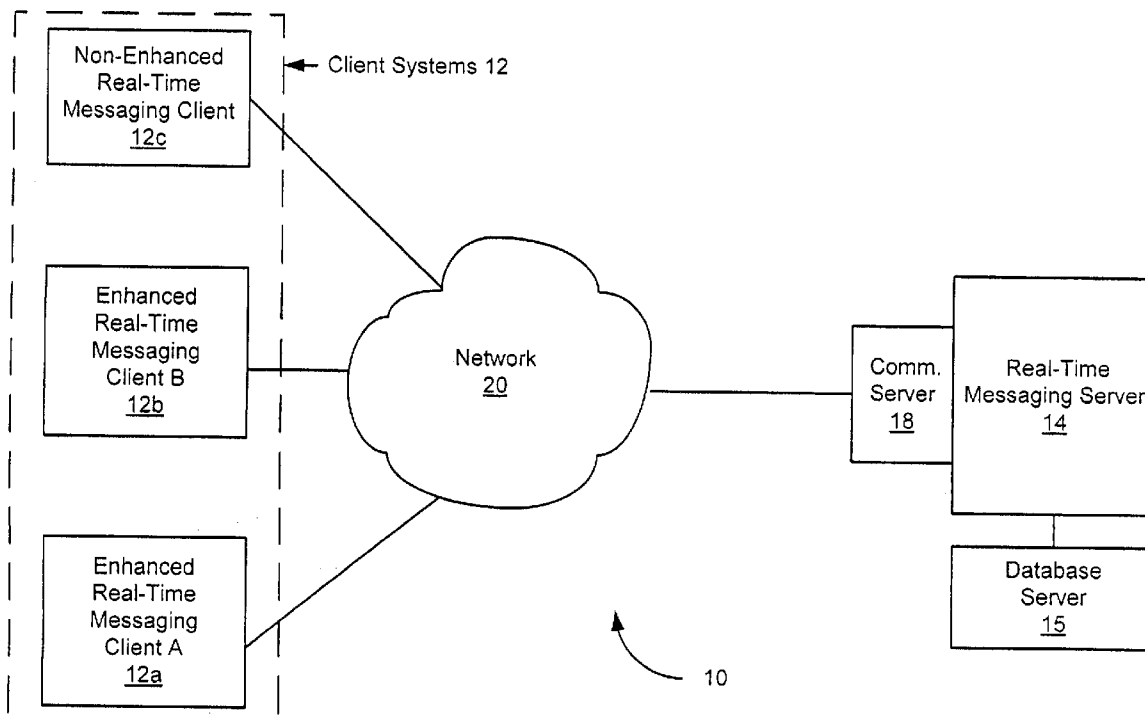 Non-Enhanced
Real-Time
Messaging Client
12c
Client Systems 12
Enhanced
Real-Time
Messaging
Client B
12b
Network
20
Comm.
Server
18
Real-Time
Messaging Server
14
Enhanced
Real-Time
Messaging
Client A
12a
Database
Server
15
10